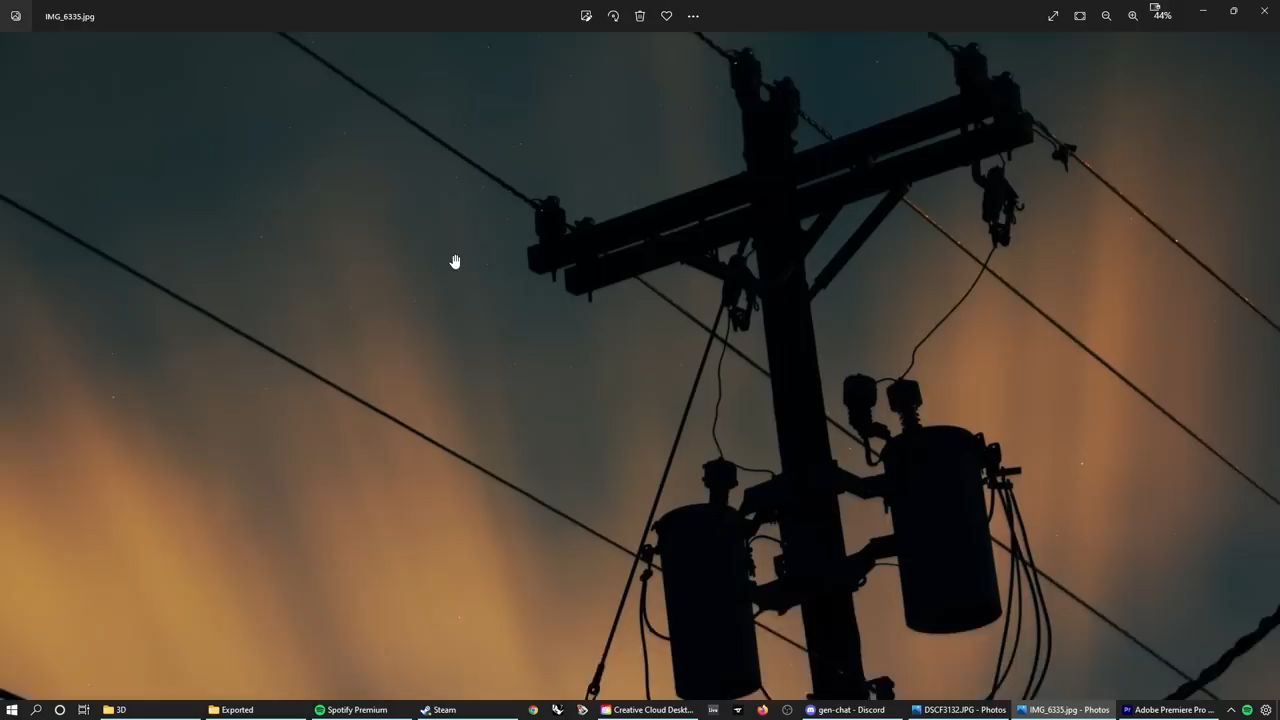 IMG_6335.jpg
44%
3D
Exported
Spotify Premium
Steam
Creative Cloud Desk...
gen-chat - Discord
DSCF3132.JPG - Photos
IMG_6335.jpg - Photos
Adobe Premiere Pro ...